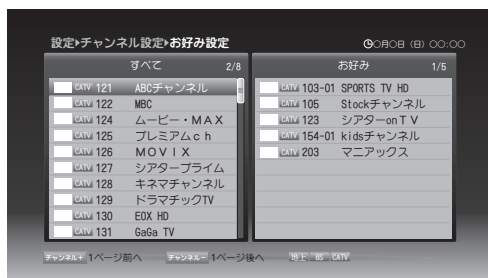 設定▶チャンネル設定▶お好み設定 ○月○日 (日) ○○:○○
すべて 2/8
CATV 121 ABCチャンネル
CATV 122 MBC
CATV 124 ムービー・MAX
CATV 125 プレミアムch
CATV 126 MOVIX
CATV 127 シアタープライム
CATV 128 キネマチャンネル
CATV 129 ドラマチックTV
CATV 130 EOX HD
CATV 131 GaGa TV
お好み 1/5
CATV 103-01 SPORTS TV HD
CATV 105 Stockチャンネル
CATV 123 シアターonTV
CATV 154-01 kidsチャンネル
CATV 203 マニアックス
チャンネル+ 1ページ前へ チャンネル- 1ページ後へ 地上 BS CATV